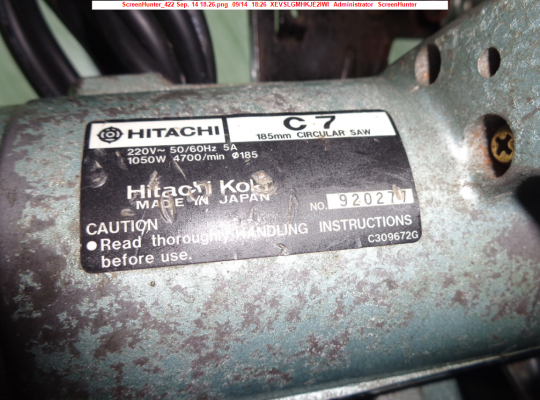 ScreenHunter_422 Sep. 14 18.26.png 09/14 18:26 XEVSLGMHKJE2IWI Administrator ScreenHunter
HITACHI
C 7
185mm CIRCULAR SAW
220V~ 50/60Hz 5A
1050W 4700/min Ø185
Hitachi Koki
MADE IN JAPAN
NO. 920277
CAUTION
●Read thoroughly HANDLING INSTRUCTIONS
before use.
C309672G